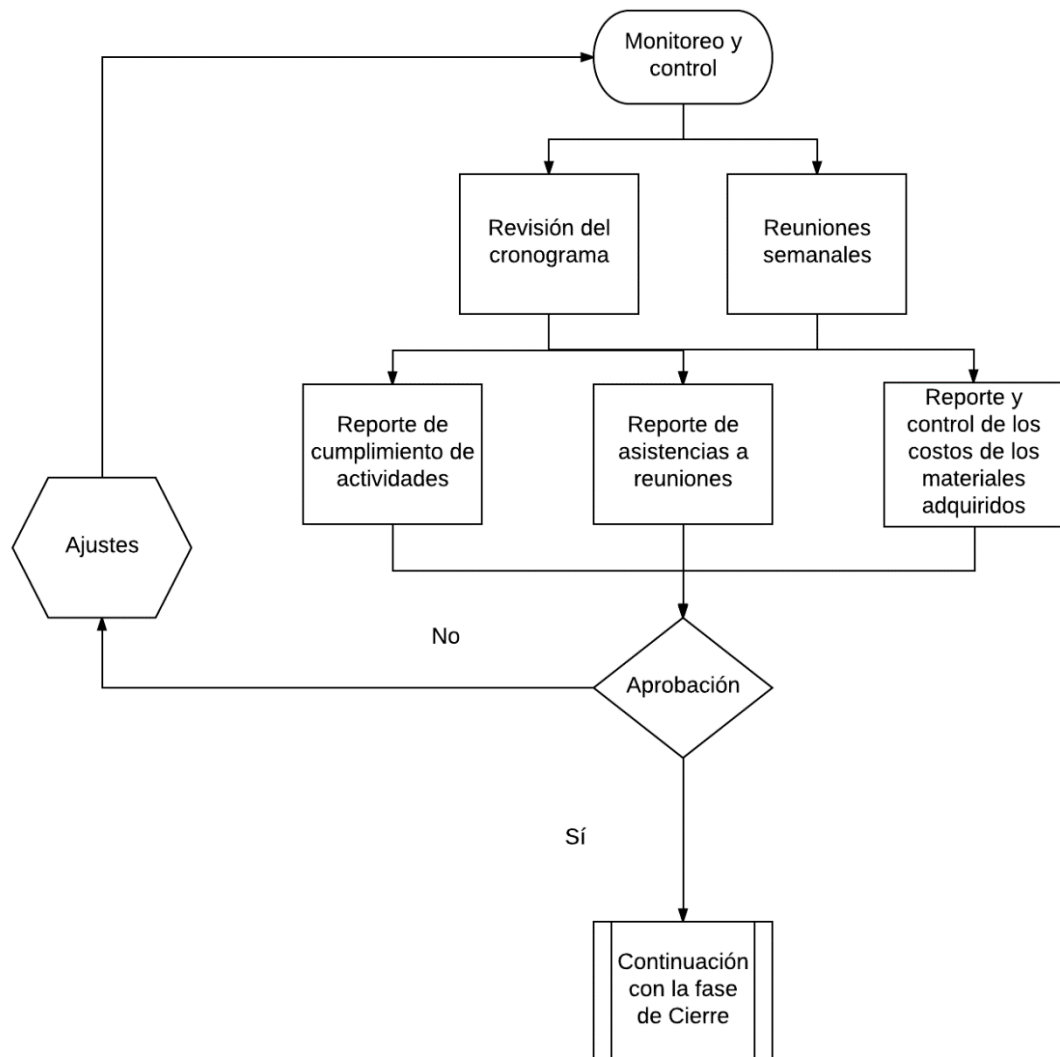 Monitoreo y
control
Revisión del
cronograma
Reuniones
semanales
Reporte de
cumplimiento de
actividades
Reporte de
asistencias a
reuniones
Reporte y
control de los
costos de los
materiales
adquiridos
Ajustes
No
Aprobación
Sí
Continuación
con la fase
de Cierre